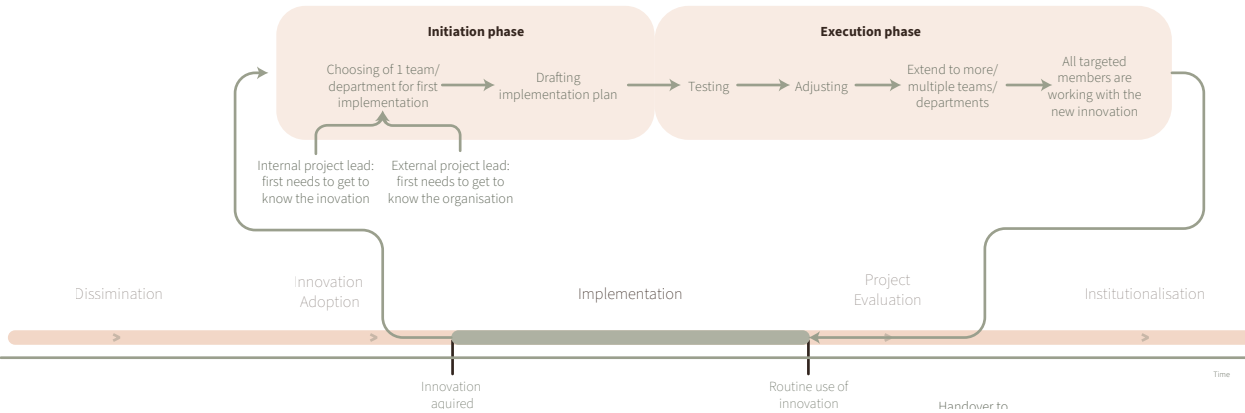 Initiation phase
Execution phase
Choosing of 1 team/
department for first
implementation
Drafting
implementation plan
Testing
Adjusting
Extend to more/
multiple teams/
departments
All targeted
members are
working with the
new innovation
Internal project lead:
first needs to get to
know the inovation
External project lead:
first needs to get to
know the organisation
Dissimination
Innovation
Adoption
Implementation
Project
Evaluation
Institutionalisation
Time
Innovation
aquired
Routine use of
innovation
Handover to